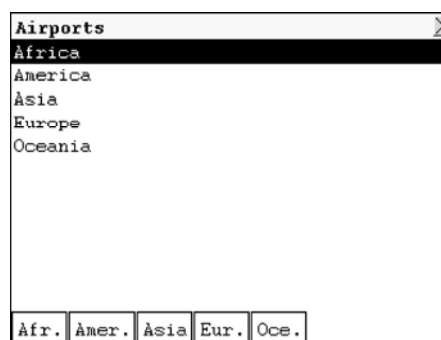 Airports
Africa
America
Asia
Europe
Oceania
Afr. Amer. Asia Eur. Oce.